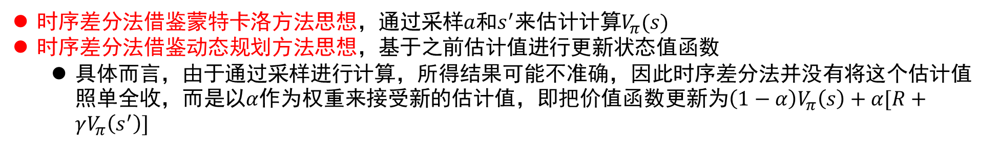 ● 时序差分法借鉴蒙特卡洛方法思想，通过采样a和s′来估计计算Vπ(s)
● 时序差分法借鉴动态规划方法思想，基于之前估计值进行更新状态值函数
● 具体而言，由于通过采样进行计算，所得结果可能不准确，因此时序差分法并没有将这个估计值
照单全收，而是以α作为权重来接受新的估计值，即把价值函数更新为(1 − α)Vπ(s) + α[R +
γVπ(s′)]